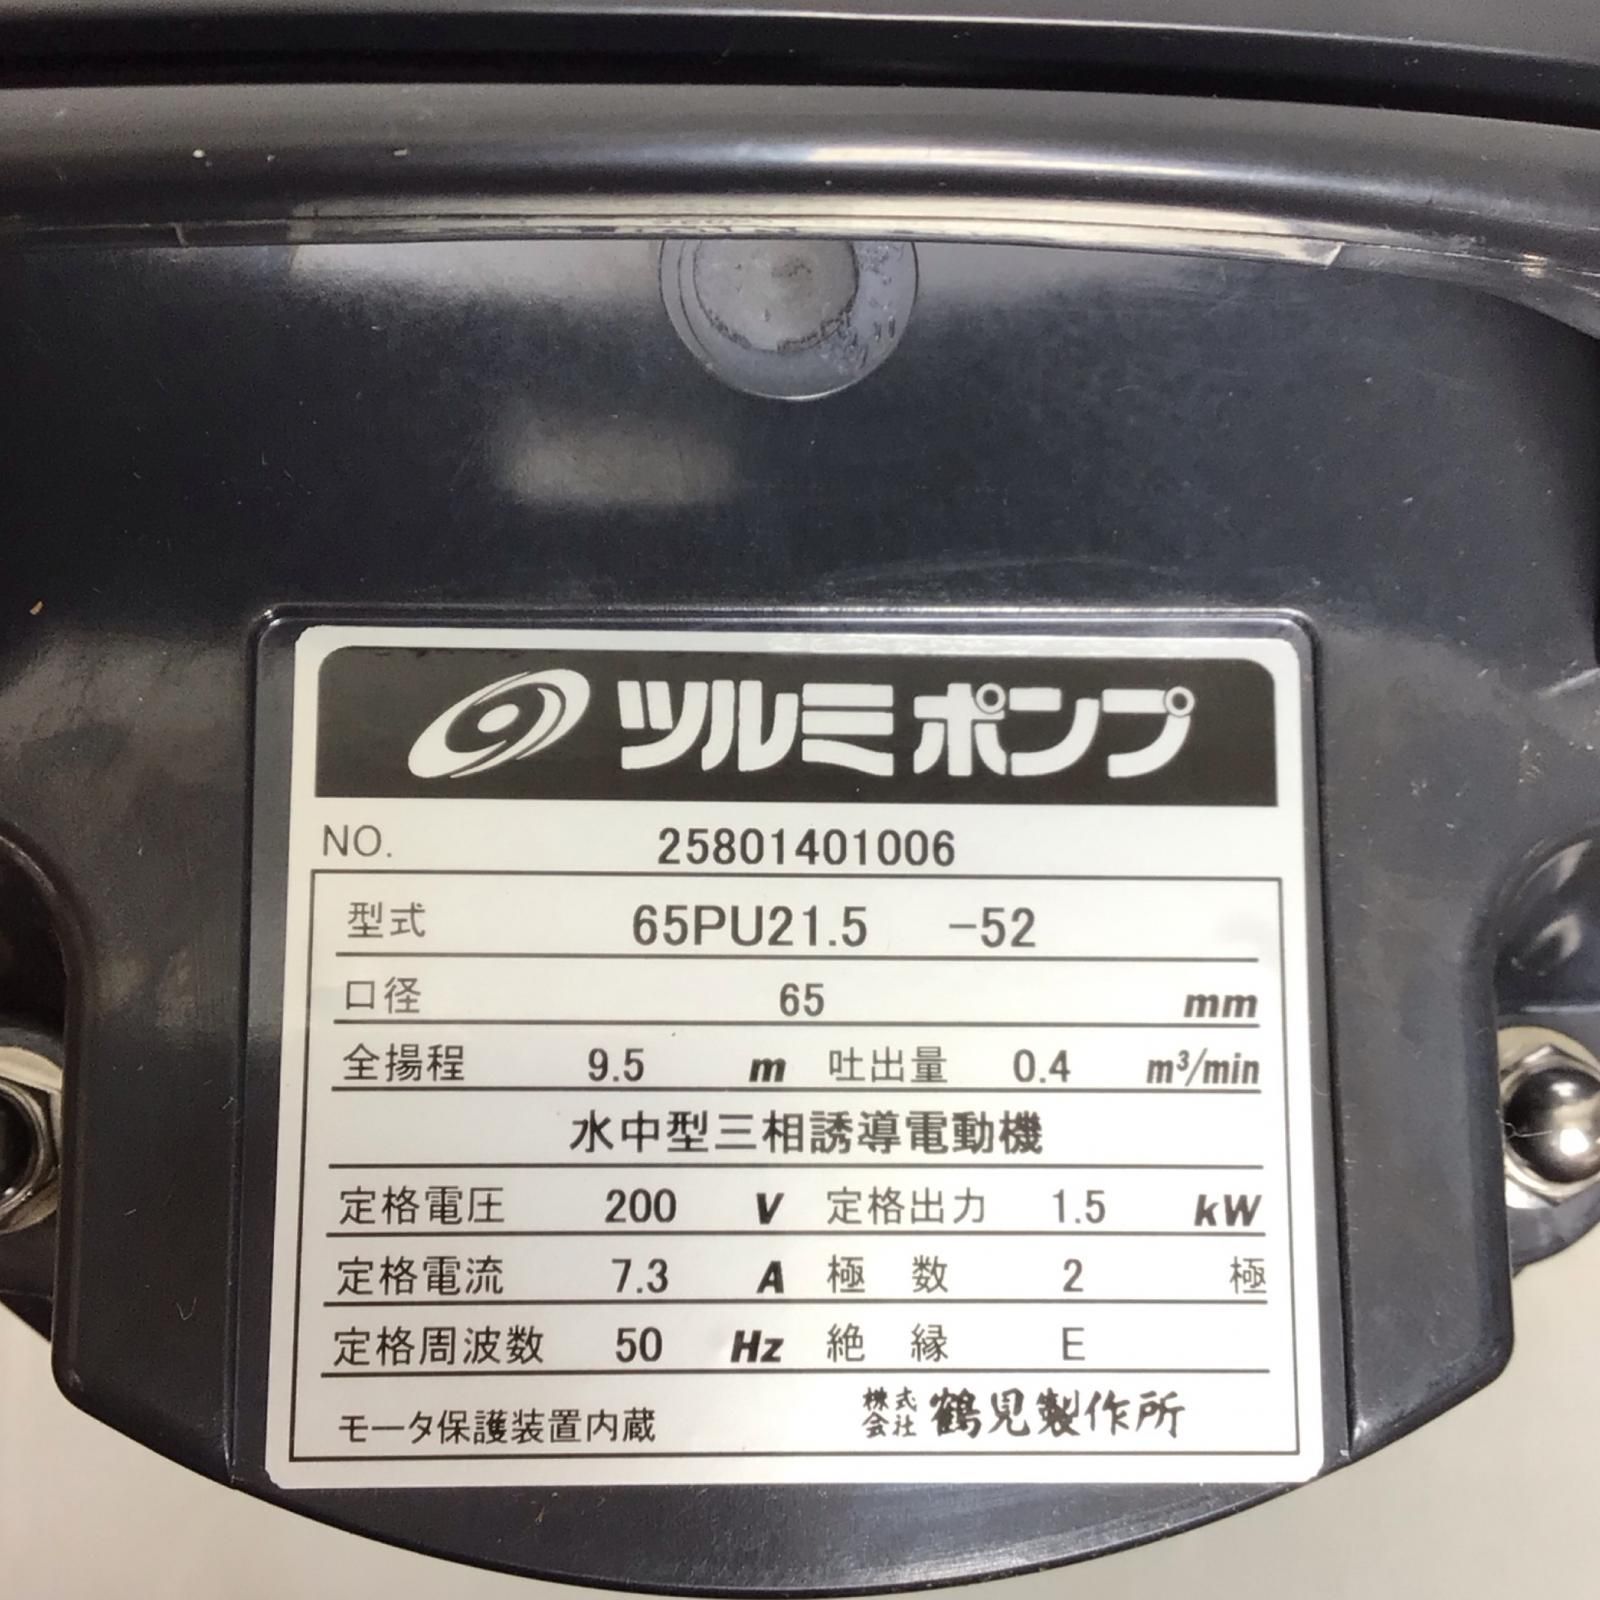 ツルミポンプ
NO. 25801401006
型式 65PU21.5 -52
口径 65 mm
全揚程 9.5 m 吐出量 0.4 m³/min
水中型三相誘導電動機
定格電圧 200 V 定格出力 1.5 kW
定格電流 7.3 A 極 数 2 極
定格周波数 50 Hz 絶 縁 E
モータ保護装置内蔵 株式会社 鶴見製作所